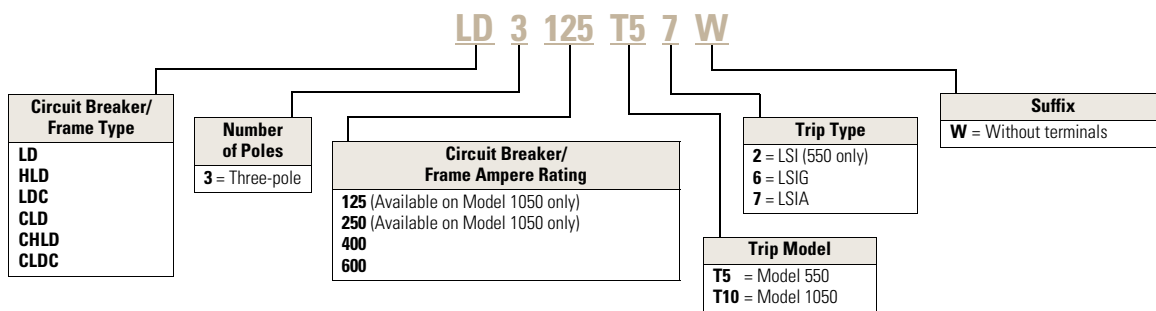 LD 3 125 T5 7 W
Circuit Breaker/
Frame Type
LD
HLD
LDC
CLD
CHLD
CLDC
Number
of Poles
3 = Three-pole
Circuit Breaker/
Frame Ampere Rating
125 (Available on Model 1050 only)
250 (Available on Model 1050 only)
400
600
Trip Model
T5 = Model 550
T10 = Model 1050
Trip Type
2 = LSI (550 only)
6 = LSIG
7 = LSIA
Suffix
W = Without terminals